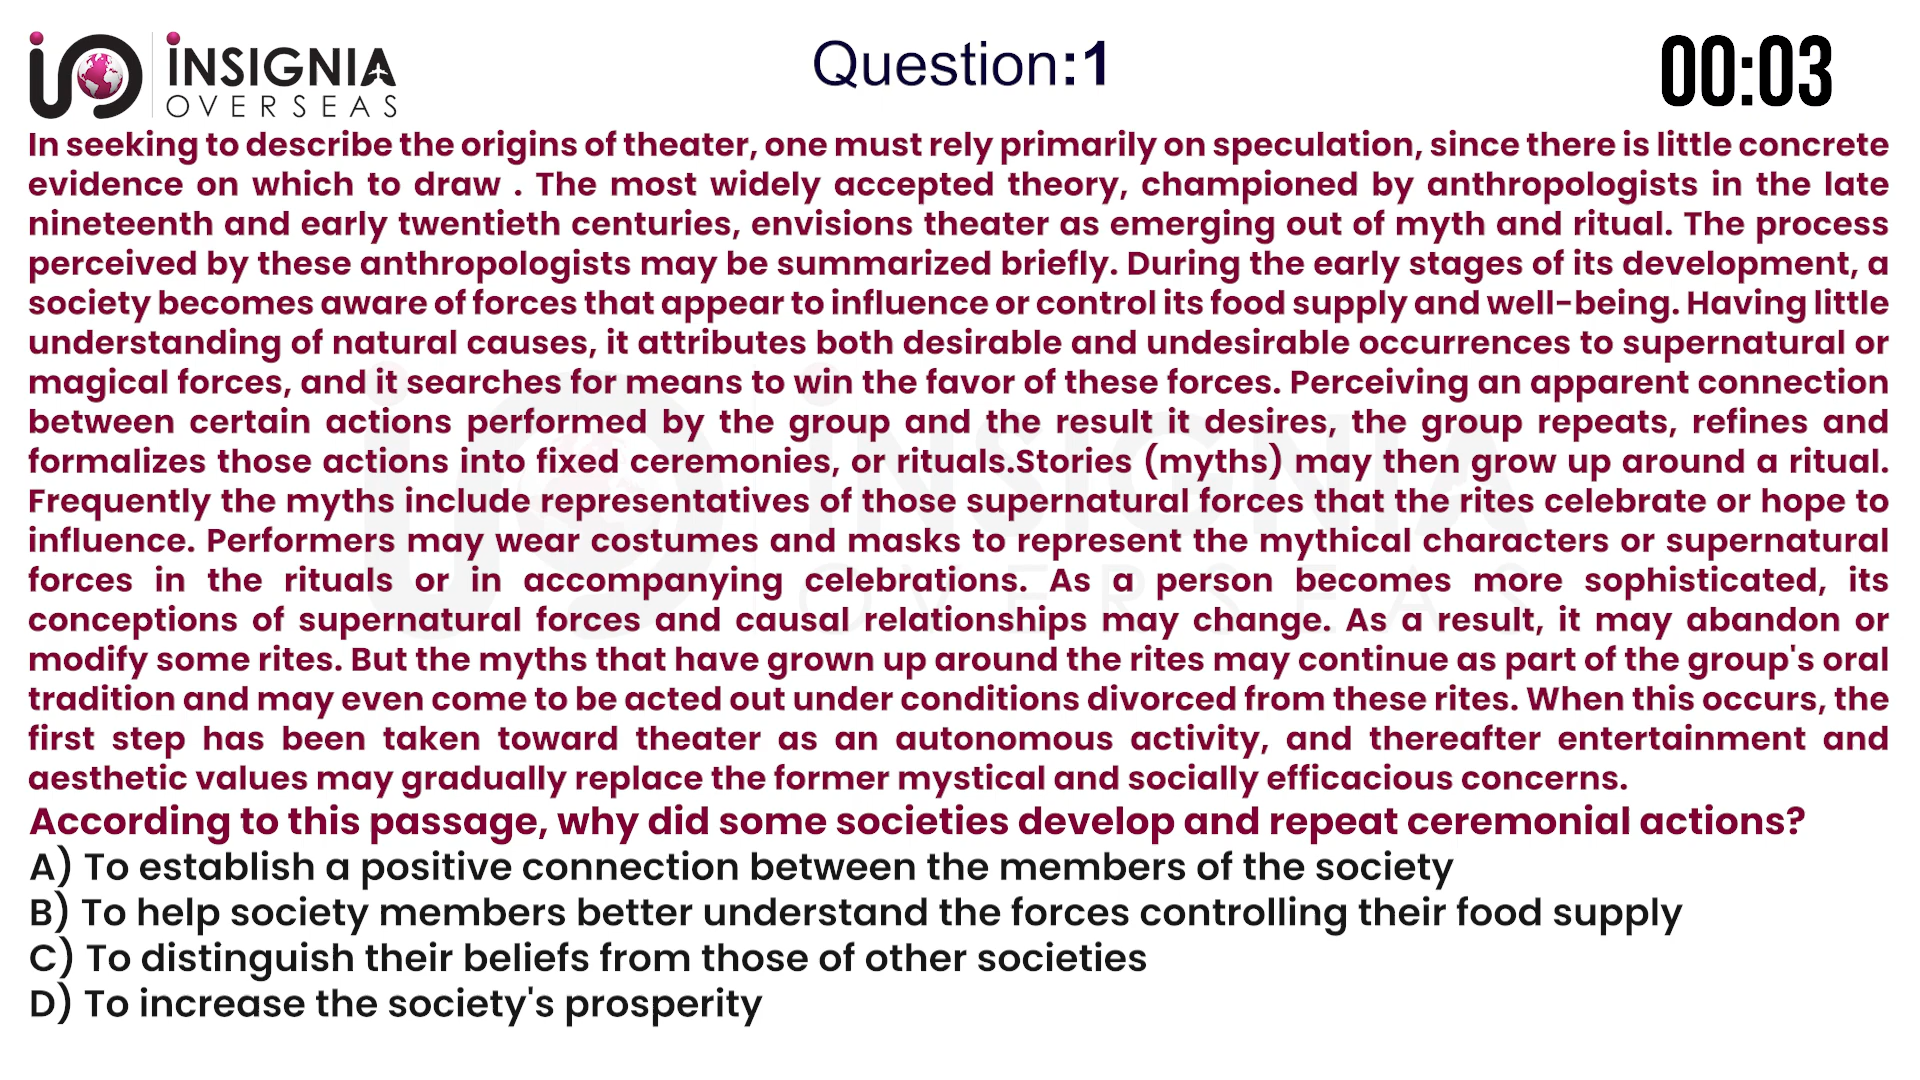 iNSIGNIA
OVERSEAS
Question:1
00:03
In seeking to describe the origins of theater, one must rely primarily on speculation, since there is little concrete
evidence on which to draw . The most widely accepted theory, championed by anthropologists in the late
nineteenth and early twentieth centuries, envisions theater as emerging out of myth and ritual. The process
perceived by these anthropologists may be summarized briefly. During the early stages of its development, a
society becomes aware of forces that appear to influence or control its food supply and well-being. Having little
understanding of natural causes, it attributes both desirable and undesirable occurrences to supernatural or
magical forces, and it searches for means to win the favor of these forces. Perceiving an apparent connection
between certain actions performed by the group and the result it desires, the group repeats, refines and
formalizes those actions into fixed ceremonies, or rituals.Stories (myths) may then grow up around a ritual.
Frequently the myths include representatives of those supernatural forces that the rites celebrate or hope to
influence. Performers may wear costumes and masks to represent the mythical characters or supernatural
forces in the rituals or in accompanying celebrations. As a person becomes more sophisticated, its
conceptions of supernatural forces and causal relationships may change. As a result, it may abandon or
modify some rites. But the myths that have grown up around the rites may continue as part of the group's oral
tradition and may even come to be acted out under conditions divorced from these rites. When this occurs, the
first step has been taken toward theater as an autonomous activity, and thereafter entertainment and
aesthetic values may gradually replace the former mystical and socially efficacious concerns.
According to this passage, why did some societies develop and repeat ceremonial actions?
A) To establish a positive connection between the members of the society
B) To help society members better understand the forces controlling their food supply
C) To distinguish their beliefs from those of other societies
D) To increase the society's prosperity